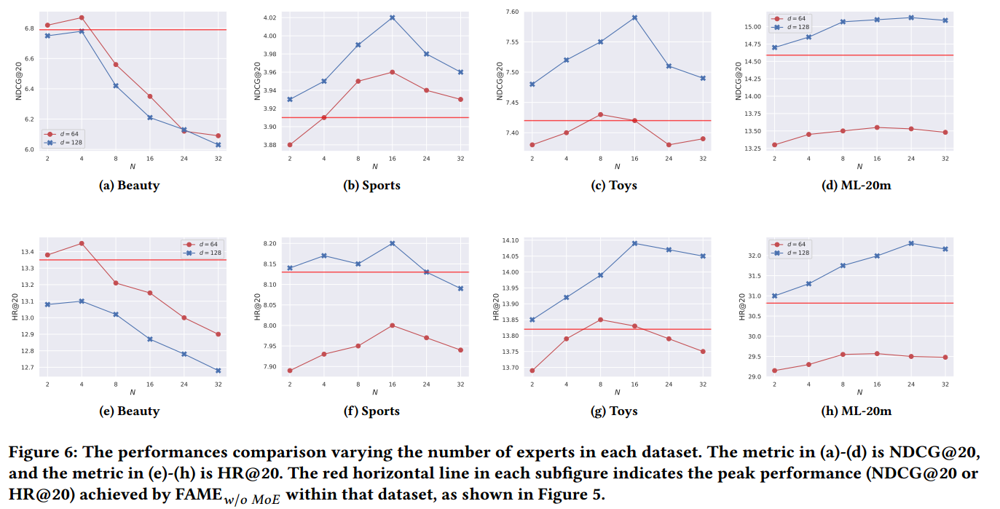 NDCG@20
6.8
6.6
6.4
6.2
6.0
d = 64
d = 128
2 4 8 16 24 32
N
(a) Beauty
NDCG@20
4.02
4.00
3.98
3.96
3.94
3.92
3.90
3.88
2 4 8 16 24 32
N
(b) Sports
NDCG@20
7.60
7.55
7.50
7.45
7.40
2 4 8 16 24 32
N
(c) Toys
NDCG@20
15.00
14.75
14.50
14.25
14.00
13.75
13.50
13.25
d = 64
d = 128
2 4 8 16 24 32
N
(d) ML-20m
HR@20
13.4
13.3
13.2
13.1
13.0
12.9
12.8
12.7
d = 64
d = 128
2 4 8 16 24 32
N
(e) Beauty
HR@20
8.20
8.15
8.10
8.05
8.00
7.95
7.90
2 4 8 16 24 32
N
(f) Sports
HR@20
14.10
14.05
14.00
13.95
13.90
13.85
13.80
13.75
13.70
2 4 8 16 24 32
N
(g) Toys
HR@20
32.0
31.5
31.0
30.5
30.0
29.5
29.0
d = 64
d = 128
2 4 8 16 24 32
N
(h) ML-20m
Figure 6: The performances comparison varying the number of experts in each dataset. The metric in (a)-(d) is NDCG@20,
and the metric in (e)-(h) is HR@20. The red horizontal line in each subfigure indicates the peak performance (NDCG@20 or
HR@20) achieved by FAME w/o MoE within that dataset, as shown in Figure 5.